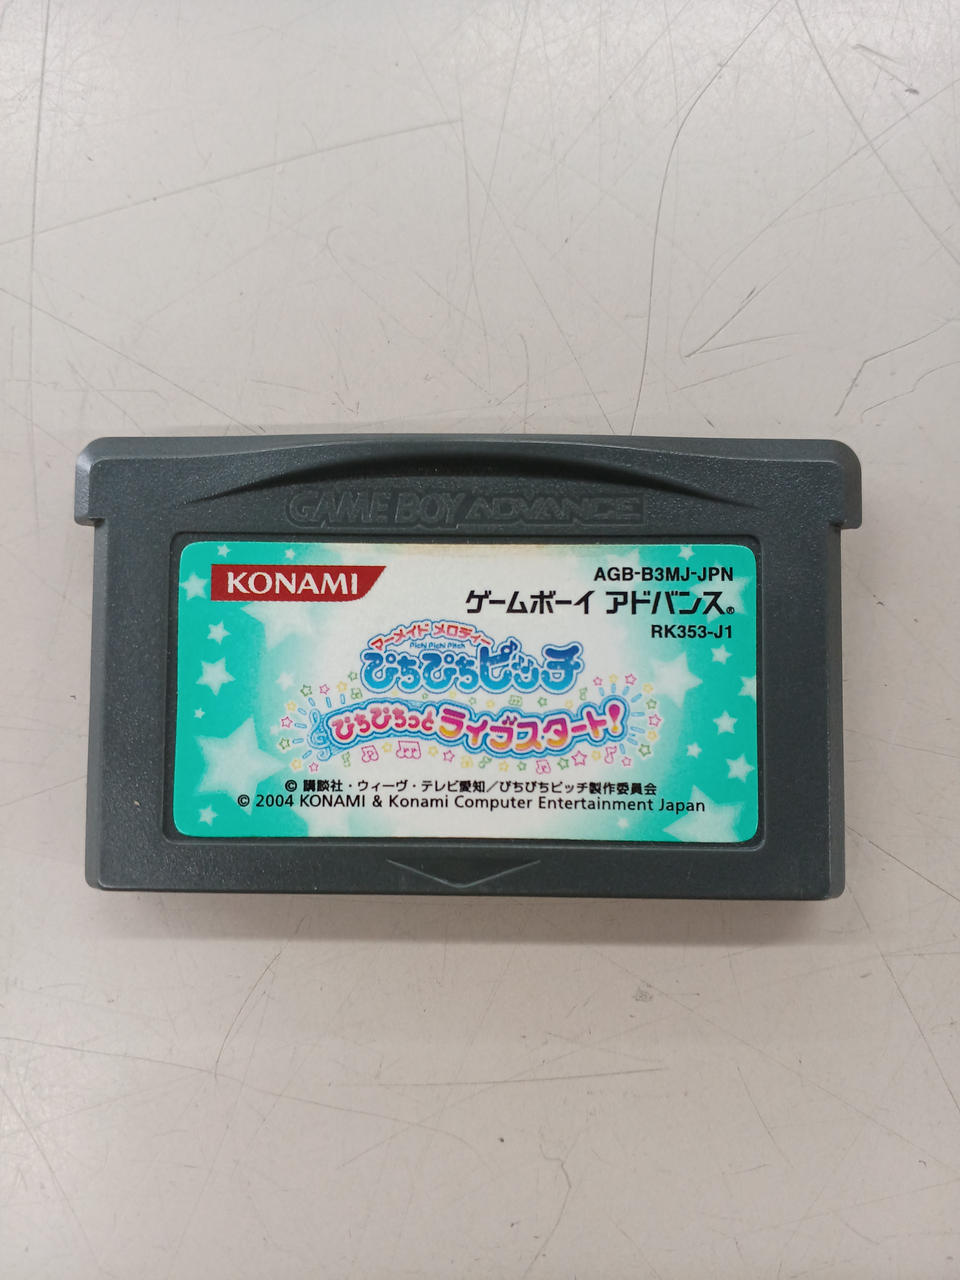 GAME BOY ADVANCE
KONAMI
AGB-B3MJ-JPN
ゲームボーイ アドバンス®
RK353-J1
マーメイド メロディー
Pichi Pichi Pitch
ぴちぴちピッチ
ぴちぴちっと ライブスタート!
© 講談社・ウィーヴ・テレビ愛知/ぴちぴちピッチ製作委員会
© 2004 KONAMI & Konami Computer Entertainment Japan